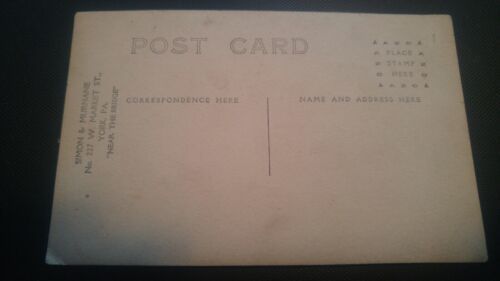 POST CARD
PLACE
STAMP
HERE
CORRESPONDENCE HERE
NAME AND ADDRESS HERE
SIMON & MURNANE
No. 227 W. MARKET ST.,
YORK, PA.
"NEAR THE BRIDGE"